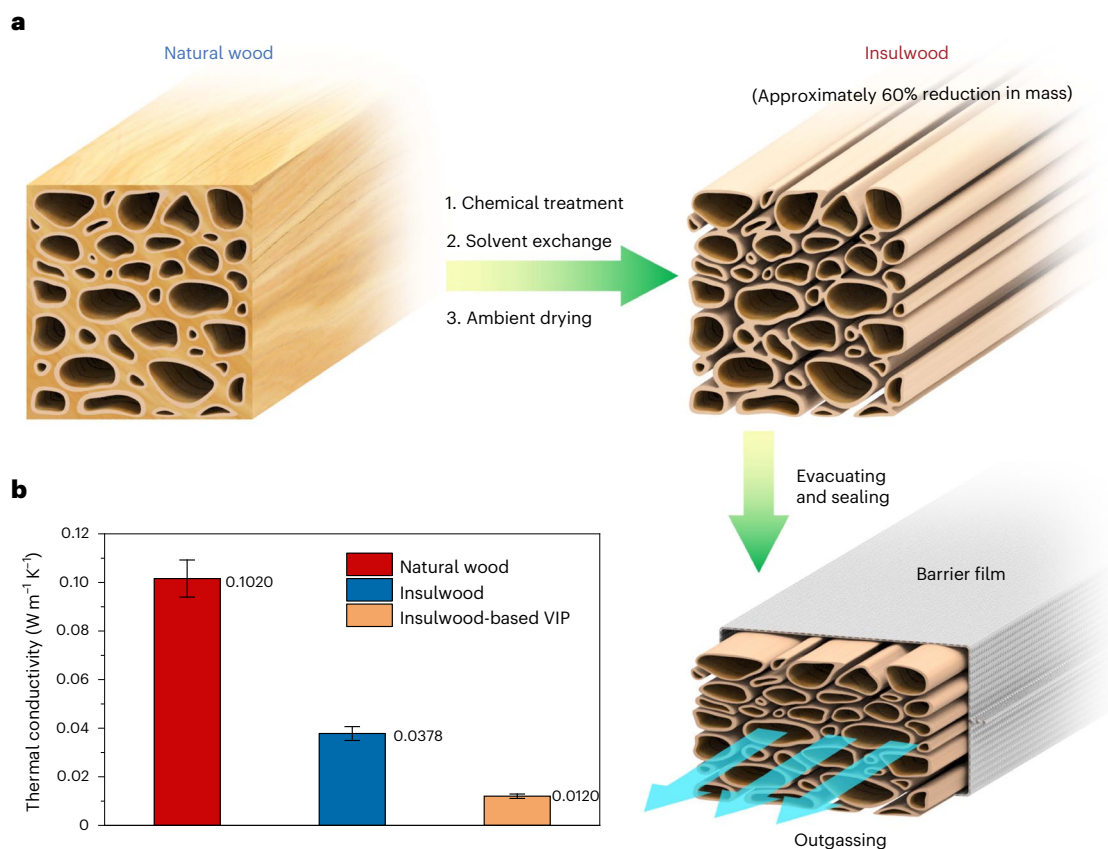 a
Natural wood
Insulwood
(Approximately 60% reduction in mass)
1. Chemical treatment
2. Solvent exchange
3. Ambient drying
Evacuating
and sealing
Barrier film
Outgassing
b
Thermal conductivity (W m⁻¹ K⁻¹)
0.12
0.10
0.08
0.06
0.04
0.02
0
0.1020
0.0378
0.0120
Natural wood
Insulwood
Insulwood-based VIP